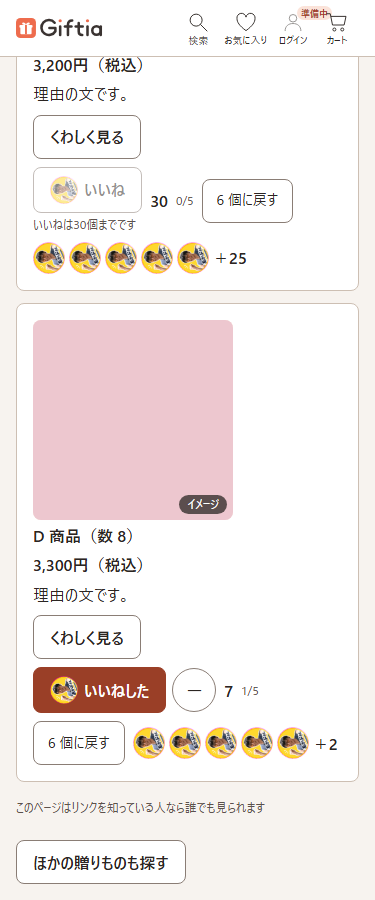 Giftia
検索
お気に入り
準備中
ログイン
カート
3,200円（税込）
理由の文です。
くわしく見る
いいね
30
0/5
6 個に戻す
いいねは30個までです
＋25
イメージ
D 商品（数 8）
3,300円（税込）
理由の文です。
くわしく見る
いいねした
—
7
1/5
6 個に戻す
＋2
このページはリンクを知っている人なら誰でも見られます
ほかの贈りものも探す